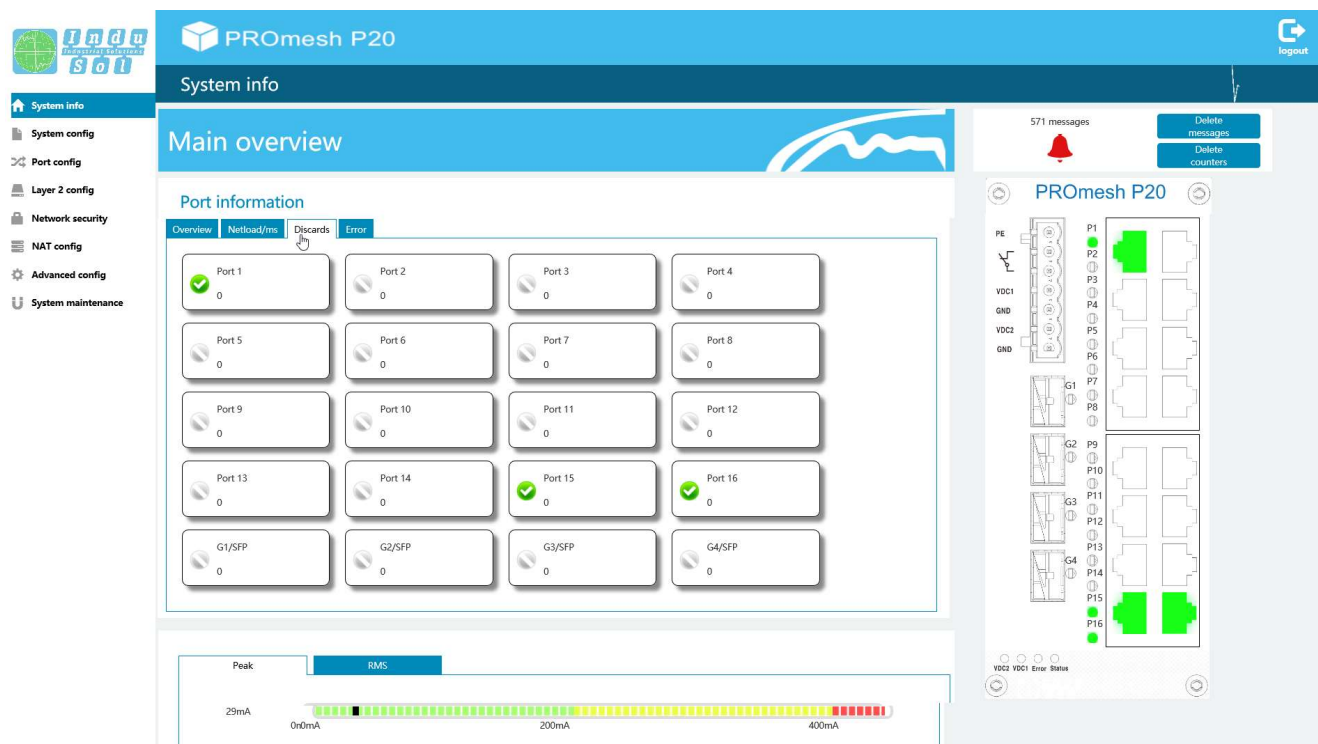 Indu
Industrial Solutions
Sol
PROmesh P20
logout
System info
System info
System config
Port config
Layer 2 config
Network security
NAT config
Advanced config
System maintenance
Main overview
571 messages
Delete
messages
Delete
counters
Port information
Overview Netload/ms Discards Error
Port 1 Port 2 Port 3 Port 4
0 0 0 0
Port 5 Port 6 Port 7 Port 8
0 0 0 0
Port 9 Port 10 Port 11 Port 12
0 0 0 0
Port 13 Port 14 Port 15 Port 16
0 0 0 0
G1/SFP G2/SFP G3/SFP G4/SFP
0 0 0 0
Peak RMS
29mA
0n0mA 200mA 400mA
PROmesh P20
PE
VDC1
GND
VDC2
GND
P1
P2
P3
P4
P5
P6
P7
P8
G1
G2
G3
G4
P9
P10
P11
P12
P13
P14
P15
P16
VDC2 VDC1 Error Status